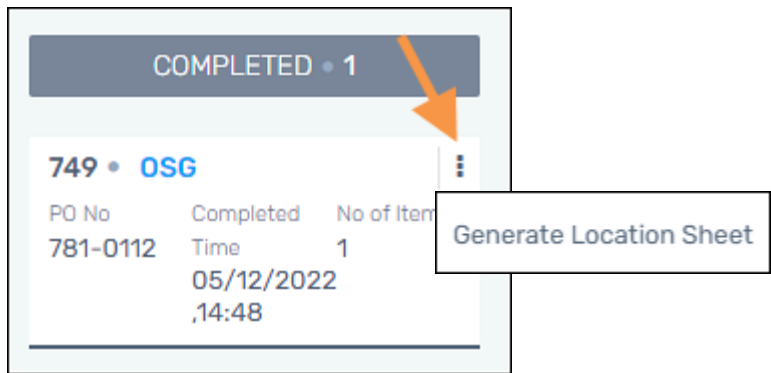 COMPLETED • 1
749 • OSG
PO No Completed Time No of Item
781-0112 05/12/2022 1
,14:48
Generate Location Sheet